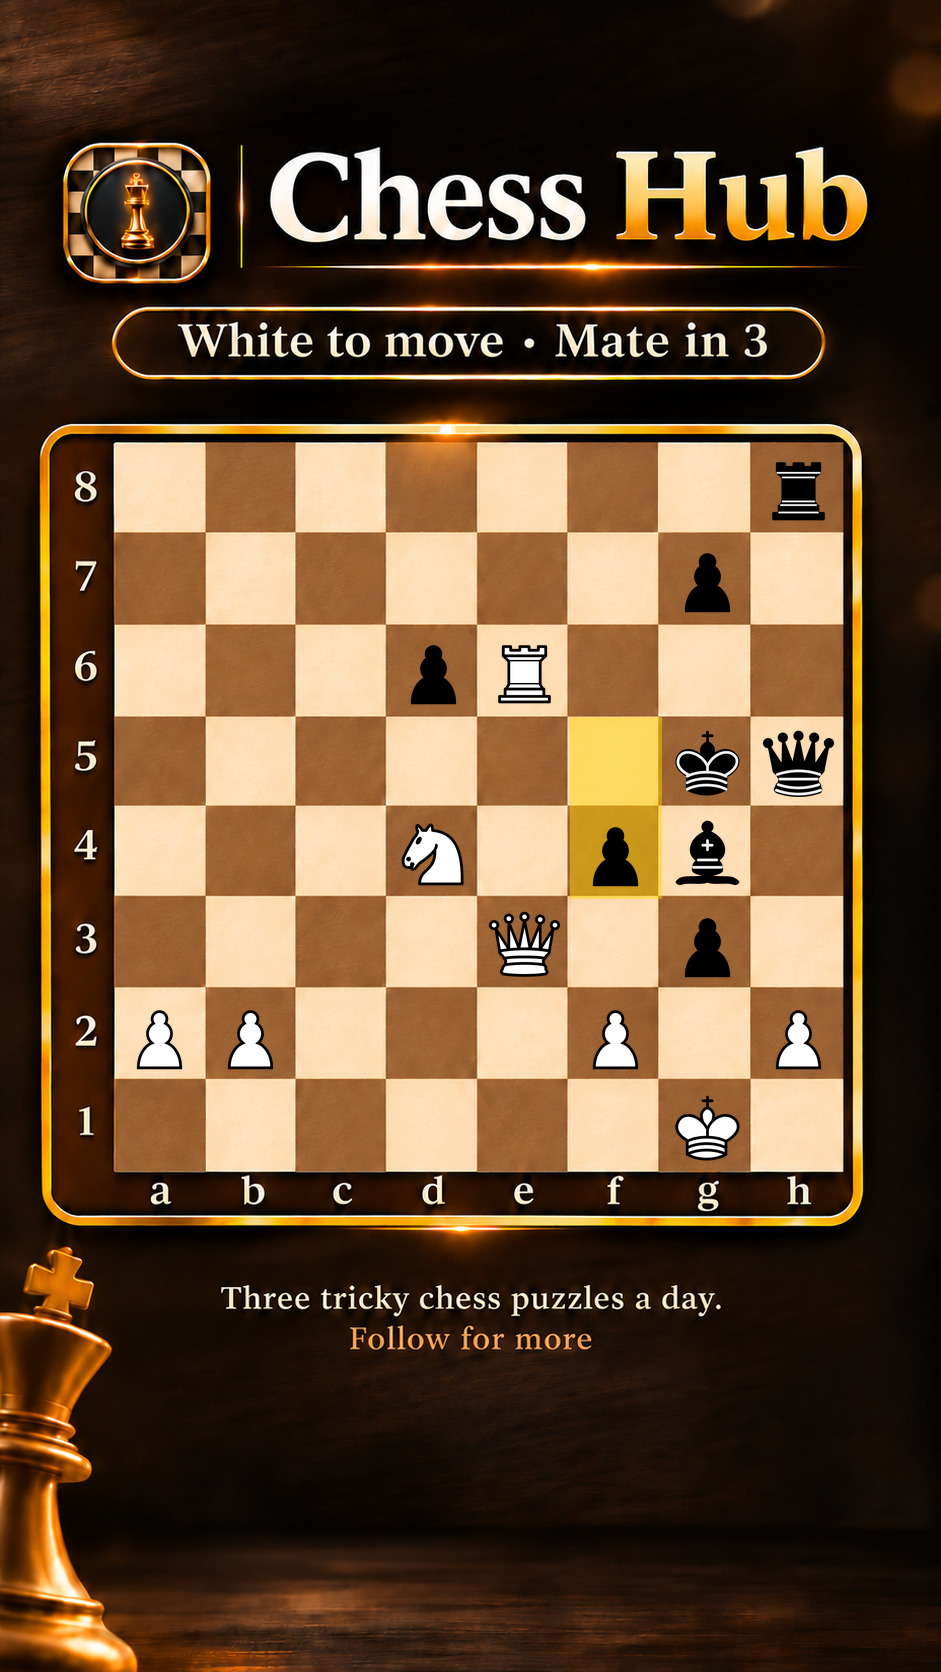 Chess Hub
White to move • Mate in 3
8
7
6
5
4
3
2
1
a b c d e f g h
Three tricky chess puzzles a day.
Follow for more